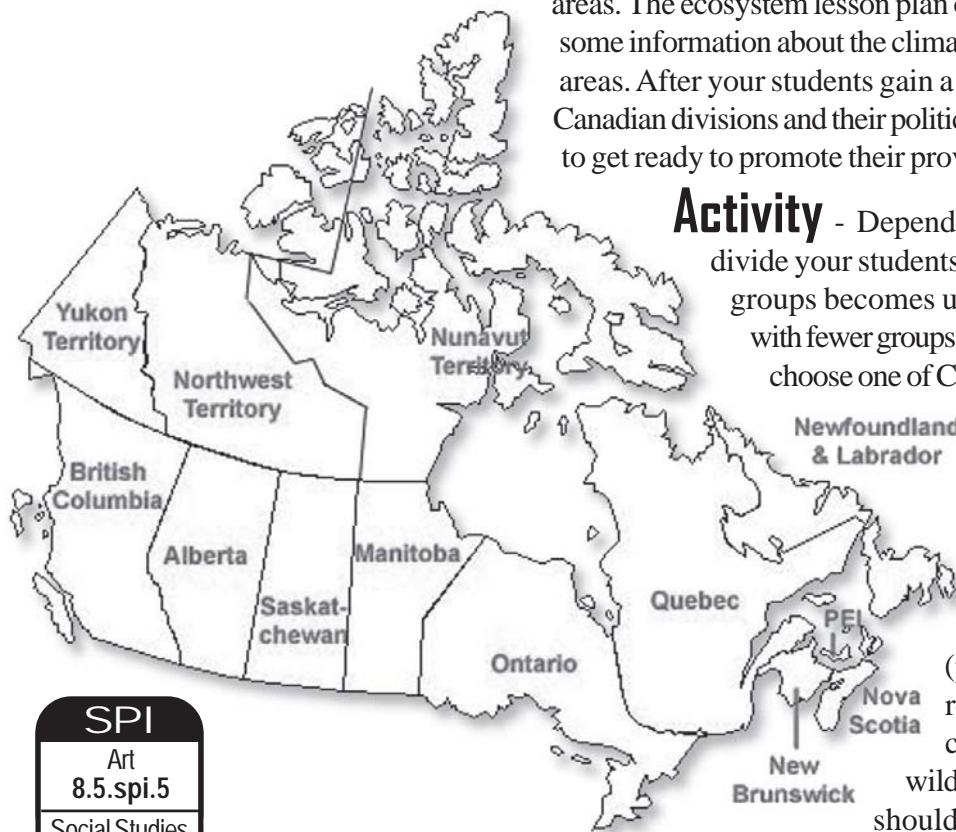 areas. The ecosystem lesson plan
some information about the clima
areas. After your students gain a
Canadian divisions and their politic
to get ready to promote their prov
Activity - Depend
divide your students
groups becomes u
with fewer groups
choose one of C
Yukon
Territory
Northwest
Territory
Nunavut
Territory
British
Columbia
Alberta
Saskat-
chewan
Manitoba
Ontario
Quebec
Newfoundland
& Labrador
PEI
Nova
Scotia
New
Brunswick
wild
should
SPI
Art
8.5.spi.5
Social Studies